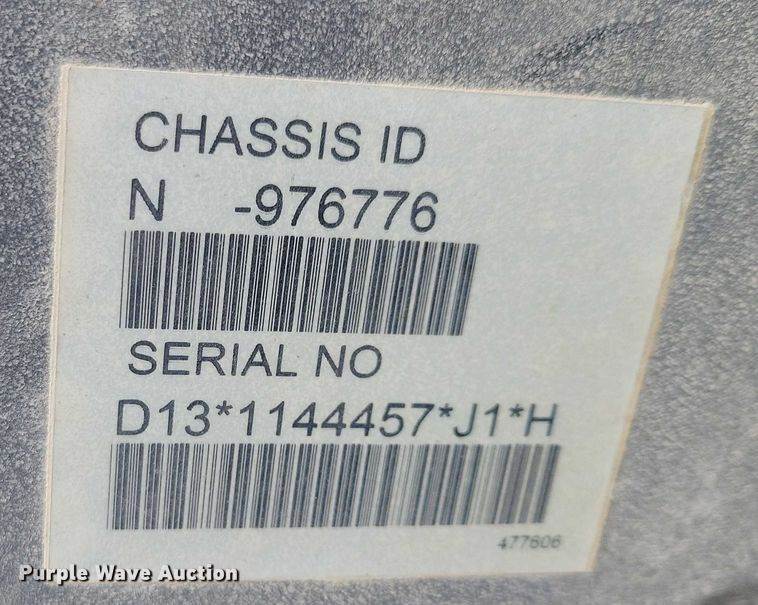 CHASSIS ID
N -976776
SERIAL NO
D13*1144457*J1*H
477606
Purple Wave Auction